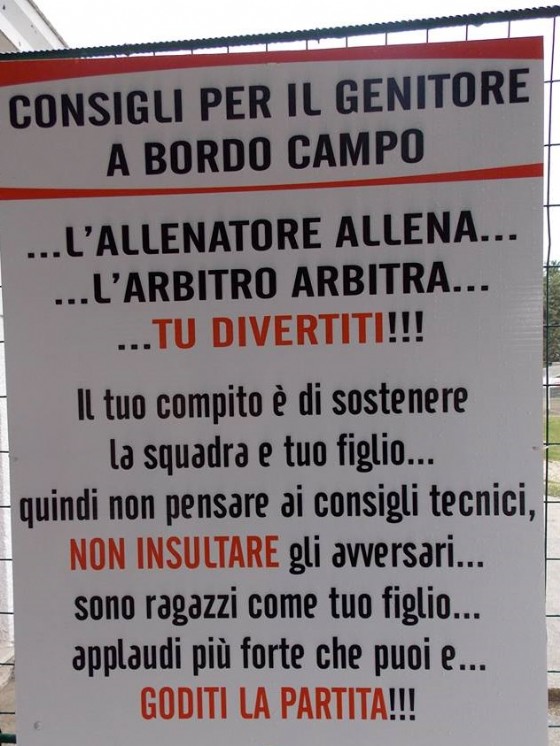 CONSIGLI PER IL GENITORE
A BORDO CAMPO
...L'ALLENATORE ALLENA...
...L'ARBITRO ARBITRA...
...TU DIVERTITI!!!
Il tuo compito è di sostenere
la squadra e tuo figlio...
quindi non pensare ai consigli tecnici,
NON INSULTARE gli avversari...
sono ragazzi come tuo figlio...
applaudi più forte che puoi e...
GODITI LA PARTITA!!!